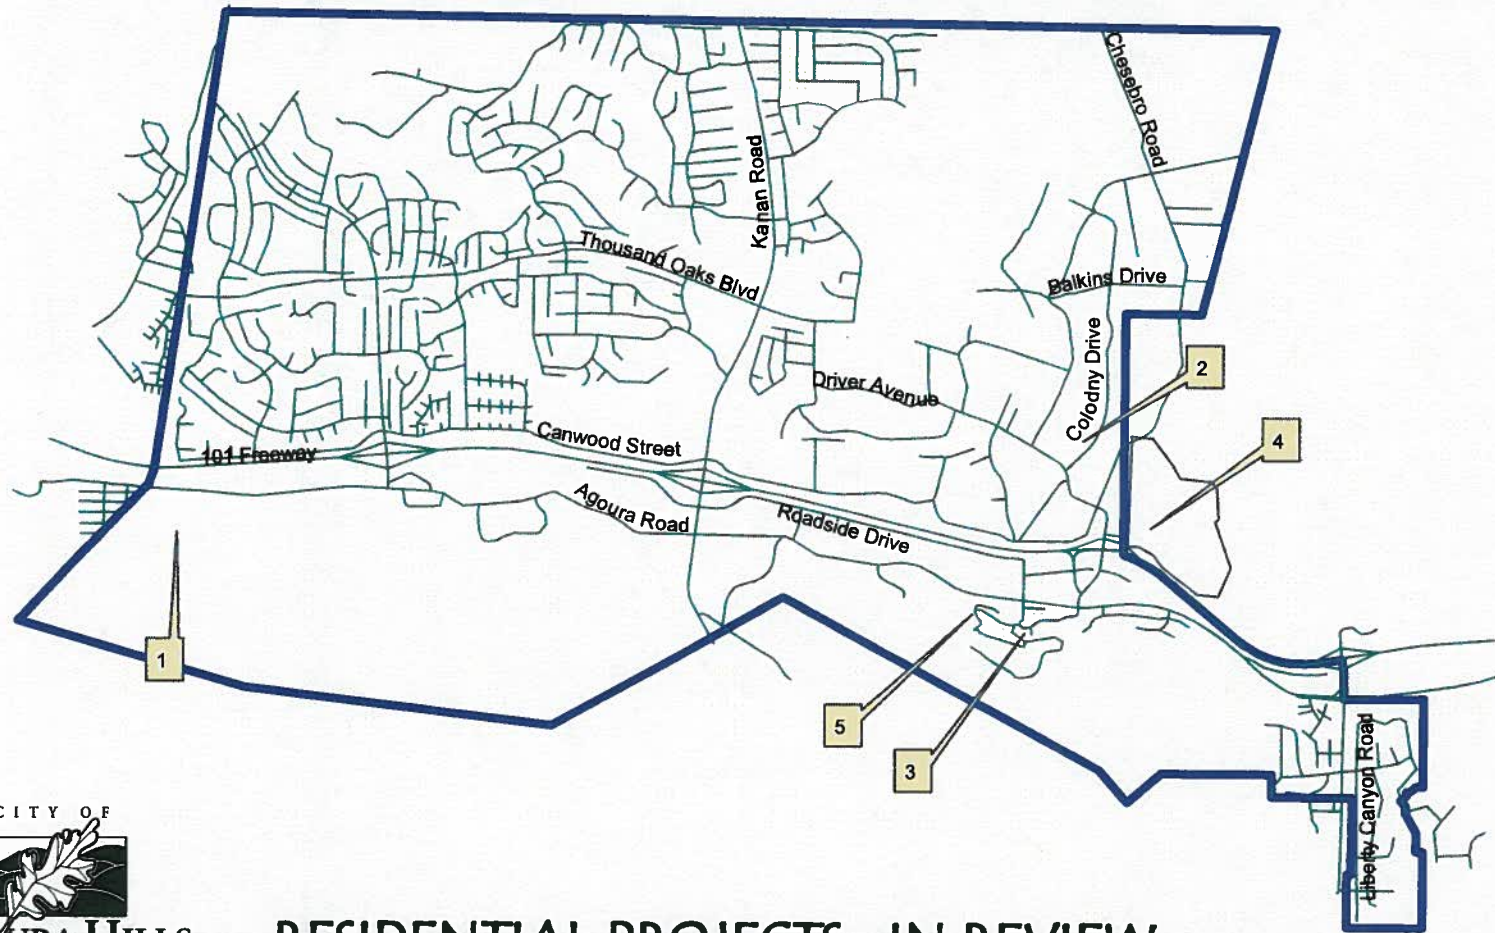 Chesebro Road
Kanan Road
Thousand Oaks Blvd
Balkins Drive
Colodny Drive
2
Driver Avenue
4
Canwood Street
101 Freeway
Agoura Road
Roadside Drive
1
5
3
Liberty Canyon Road
CITY OF
HILLS
RESIDENTIAL PROJECTS IN REVIEW